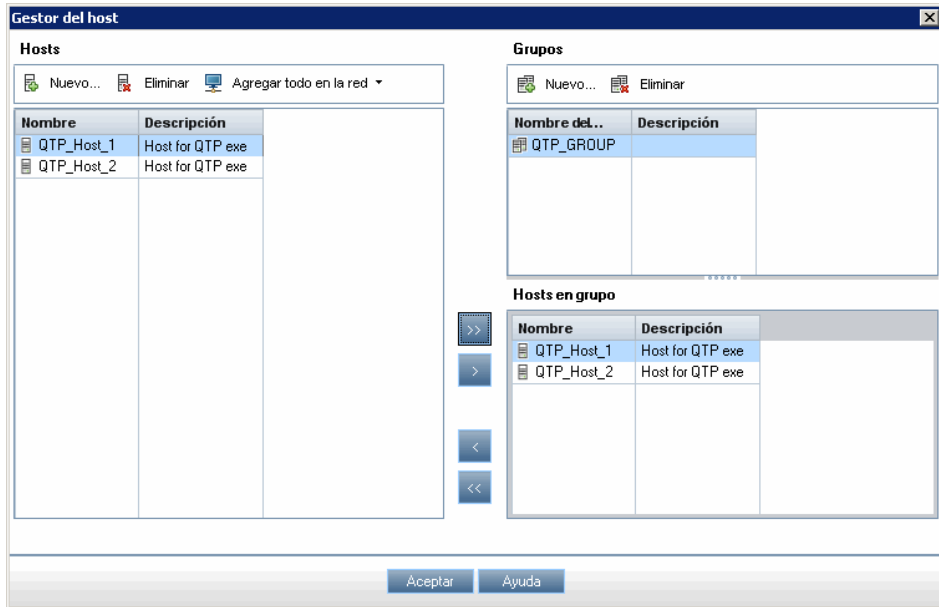 Gestor del host
Hosts
Nuevo... Eliminar Agregar todo en la red
Nombre Descripción
QTP_Host_1 Host for QTP exe
QTP_Host_2 Host for QTP exe
Grupos
Nuevo... Eliminar
Nombre del... Descripción
QTP_GROUP
>>
>
<
<<
Hosts en grupo
Nombre Descripción
QTP_Host_1 Host for QTP exe
QTP_Host_2 Host for QTP exe
Aceptar Ayuda